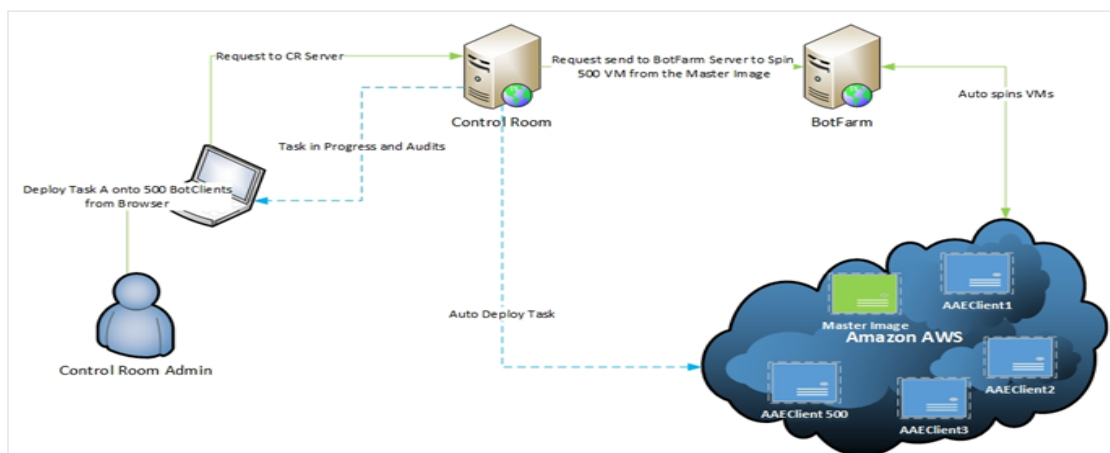 Request to CR Server
Request send to BotFarm Server to Spin
500 VM from the Master Image
Control Room
BotFarm
Auto spins VMs
Task in Progress and Audits
Deploy Task A onto 500 BotClients
from Browser
Control Room Admin
Auto Deploy Task
AAEClient1
Master Image
Amazon AWS
AAEClient2
AAEClient 500
AAEClient3